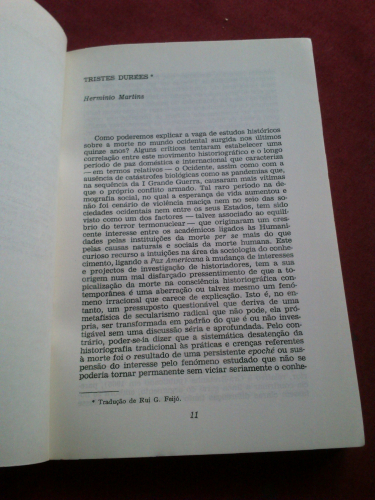 TRISTES DURÉES *
Hermínio Martins
Como poderemos explicar a vaga de estudos históricos
sobre a morte no mundo ocidental surgida nos últimos
quinze anos? Alguns críticos tentaram estabelecer uma
correlação entre este movimento historiográfico e o longo
período de paz doméstica e internacional que caracteriza
— em termos relativos — o Ocidente, assim como com a
ausência de catástrofes biológicas como as pandemias que,
na sequência da I Grande Guerra, causaram mais vítimas
que o próprio conflito armado. Tal raro período na de-
mografia social, no qual a esperança de vida aumentou e
não foi cenário de violência maciça nem no seio das so-
ciedades ocidentais nem entre os seus Estados, tem sido
visto como um dos factores — talvez associado ao equilí-
brio do terror termonuclear — que originaram um cres-
cente interesse entre os académicos ligados às Humani-
dades pelas instituições da morte per se mais do que
pelas causas naturais e sociais da morte humana. Este
curioso recurso a intuições na área da sociologia do conhe-
cimento, ligando a Pax Americana à mudança de interesses
e projectos de investigação de historiadores, tem a sua
origem num mal disfarçado pressentimento de que a to-
picalização da morte na consciência historiográfica con-
temporânea é uma aberração ou talvez mesmo um fenó-
meno irracional que carece de explicação. Isto é, no en-
tanto, um pressuposto questionável que deriva de uma
metafísica de secularismo radical que não pode, ela pró-
pria, ser transformada em padrão do que é ou não inves-
tigável sem uma discussão séria e aprofundada. Pelo con-
trário, poder-se-ia dizer que a sistemática desatenção da
historiografia tradicional às práticas e crenças referentes
à morte foi o resultado de uma persistente epoché ou sus-
pensão do interesse pelo fenómeno estudado que não se
poderia tornar permanente sem viciar seriamente o conhe-
* Tradução de Rui G. Feijó.
11